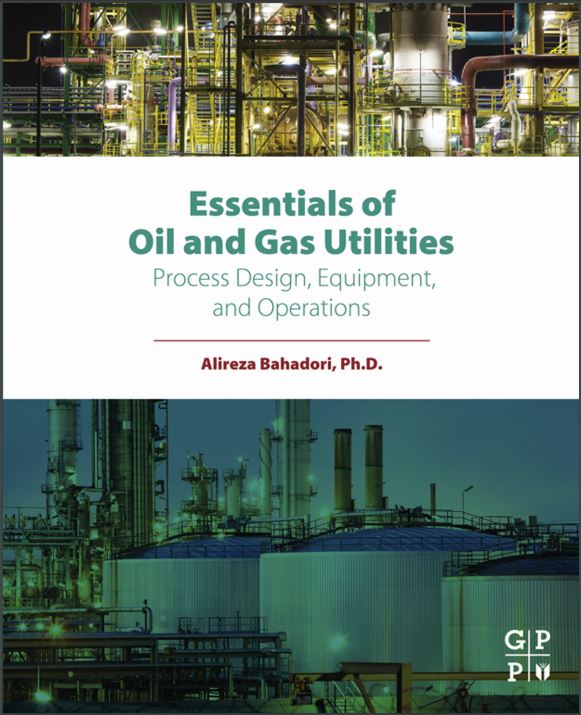 Essentials of
Oil and Gas Utilities
Process Design, Equipment,
and Operations
Alireza Bahadori, Ph.D.
G P
P